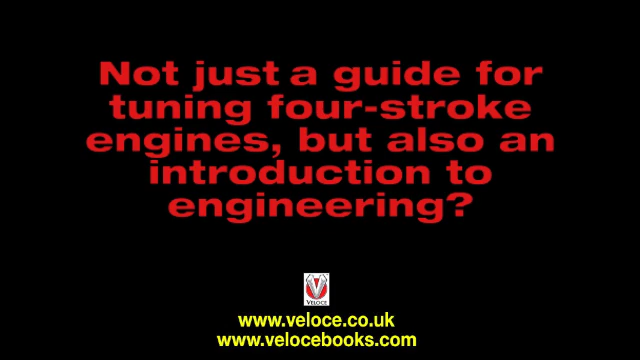 Not just a guide for
tuning four-stroke
engines, but also an
introduction to
engineering?
VELOCE
www.veloce.co.uk
www.velocebooks.com